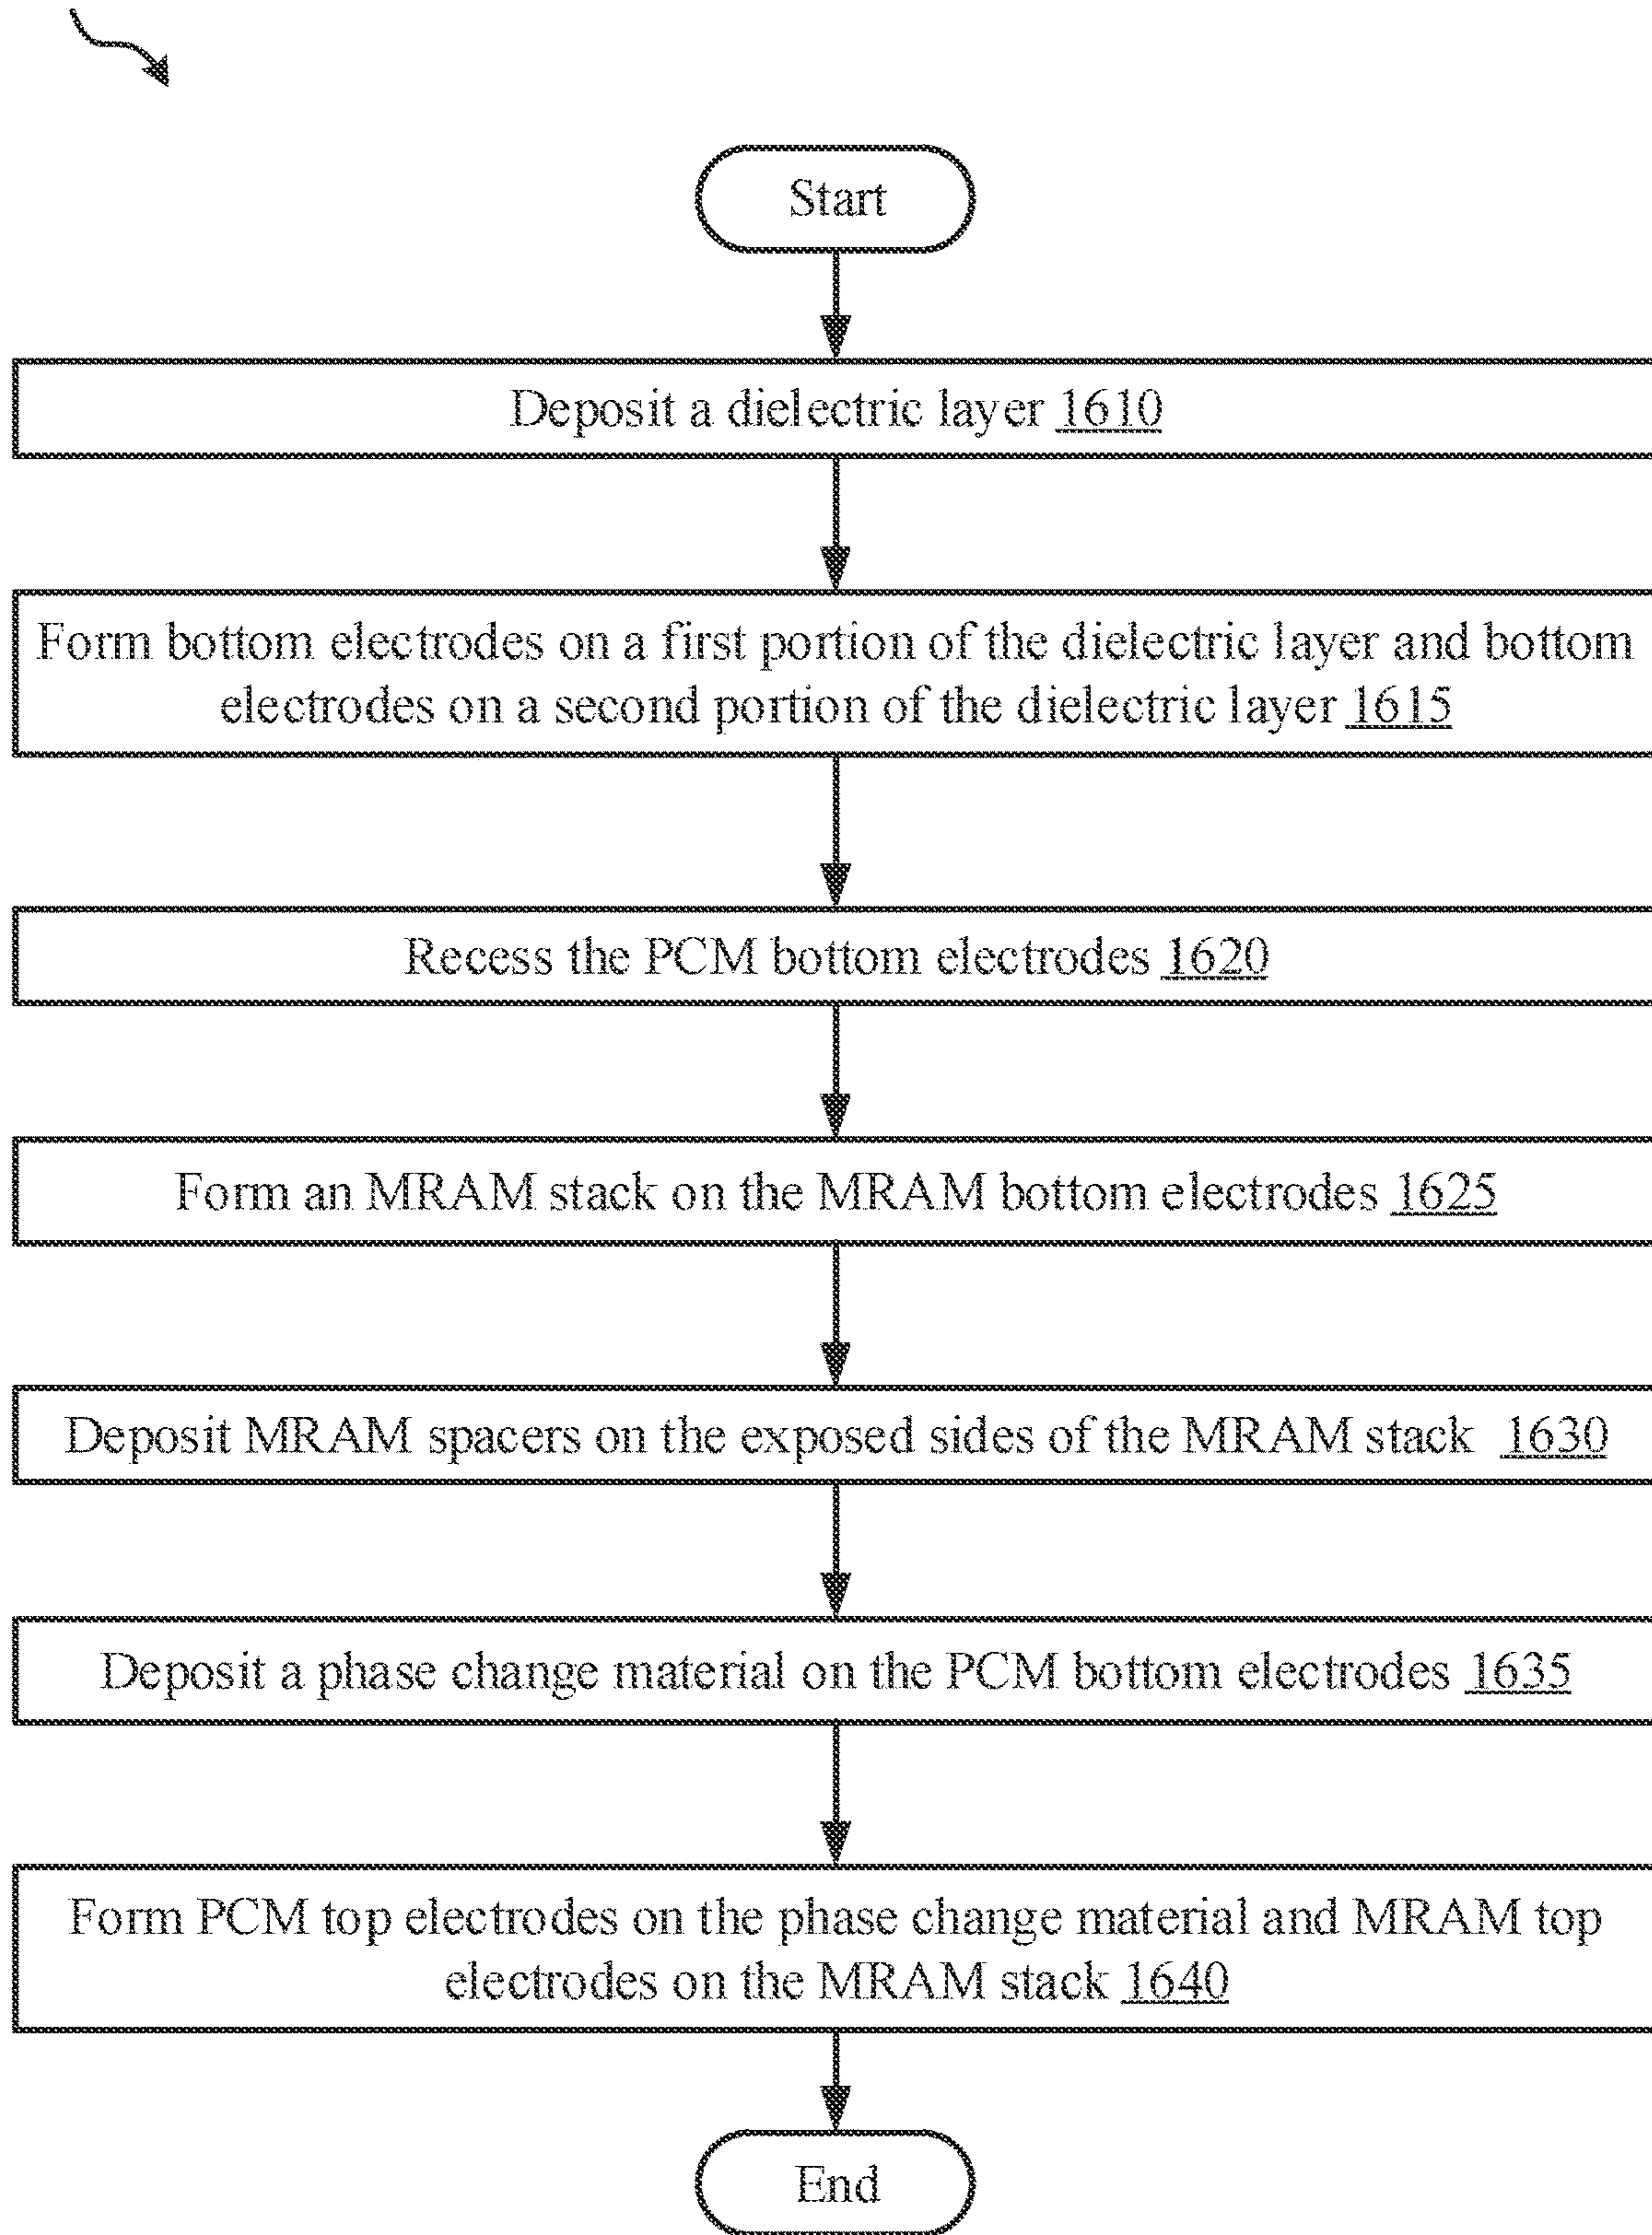 Start
Deposit a dielectric layer 1610
Form bottom electrodes on a first portion of the dielectric layer and bottom
electrodes on a second portion of the dielectric layer 1615
Recess the PCM bottom electrodes 1620
Form an MRAM stack on the MRAM bottom electrodes 1625
Deposit MRAM spacers on the exposed sides of the MRAM stack 1630
Deposit a phase change material on the PCM bottom electrodes 1635
Form PCM top electrodes on the phase change material and MRAM top
electrodes on the MRAM stack 1640
End